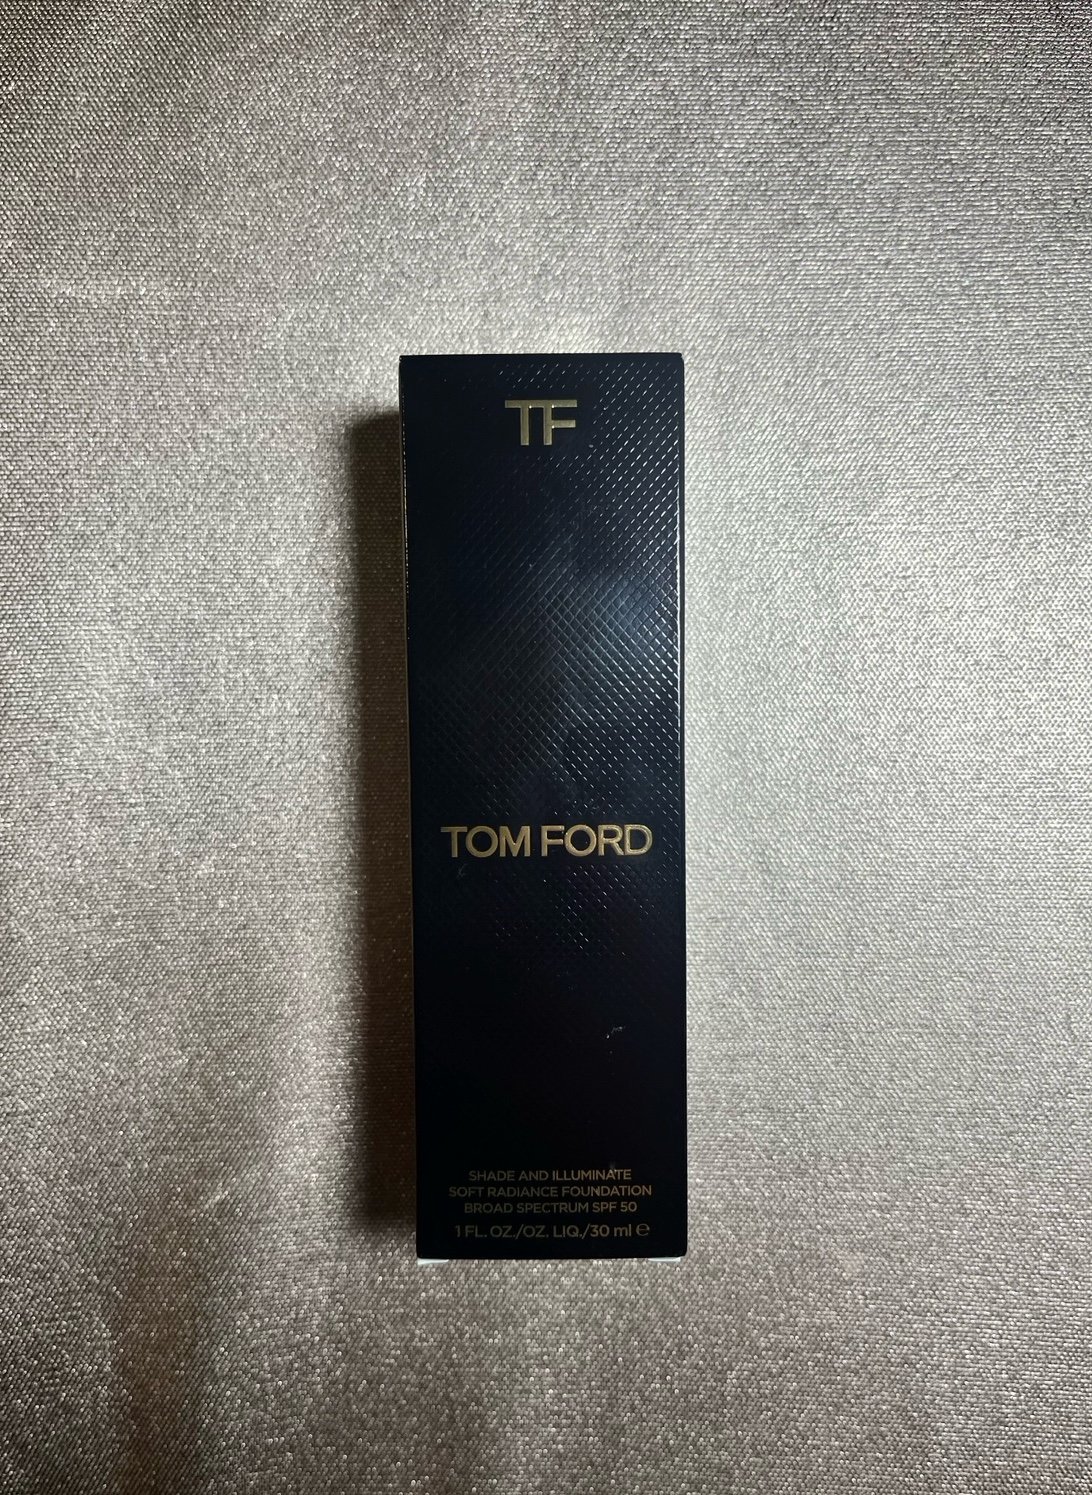 TF
TOM FORD
SHADE AND ILLUMINATE
SOFT RADIANCE FOUNDATION
BROAD SPECTRUM SPF 50
1 FL. OZ./OZ. LIQ./30 ml ℮